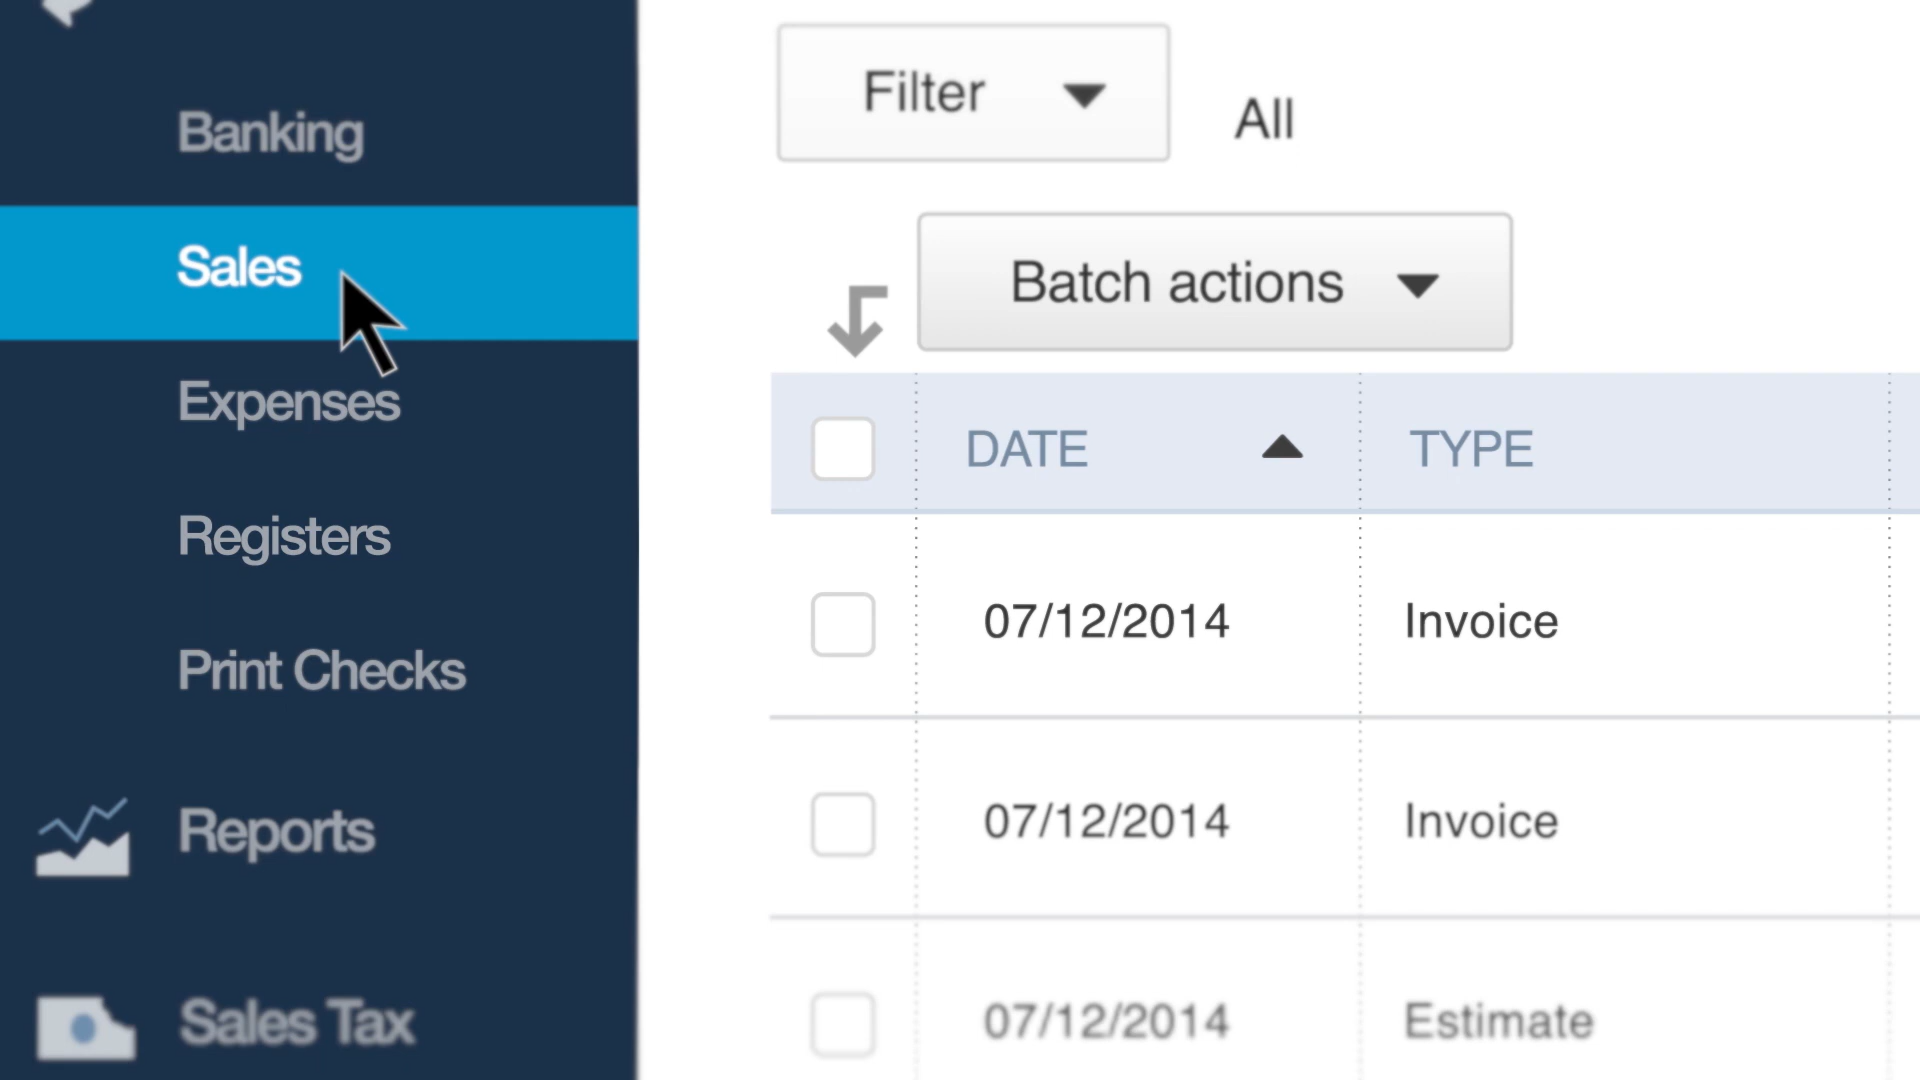 Banking
Sales
Expenses
Registers
Print Checks
Reports
Sales Tax
Filter
All
Batch actions
DATE TYPE
07/12/2014 Invoice
07/12/2014 Invoice
07/12/2014 Estimate